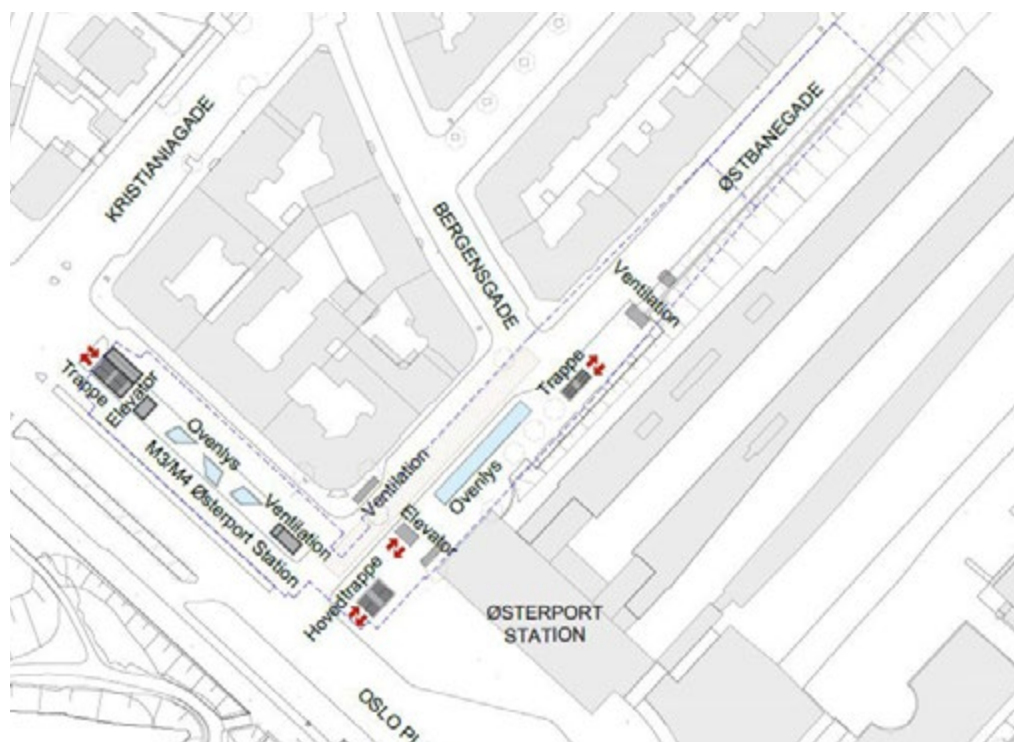 KRISTIANIAGADE
BERGENSGADE
ØSTBANEGADE
Ventilation
Trappe
Trappe
Elevator
Ovenlys
M3/M4 Østerport Station
Ventilation
Ventilation
Ovenlys
Elevator
Hovedtrappe
ØSTERPORT
STATION
OSLO